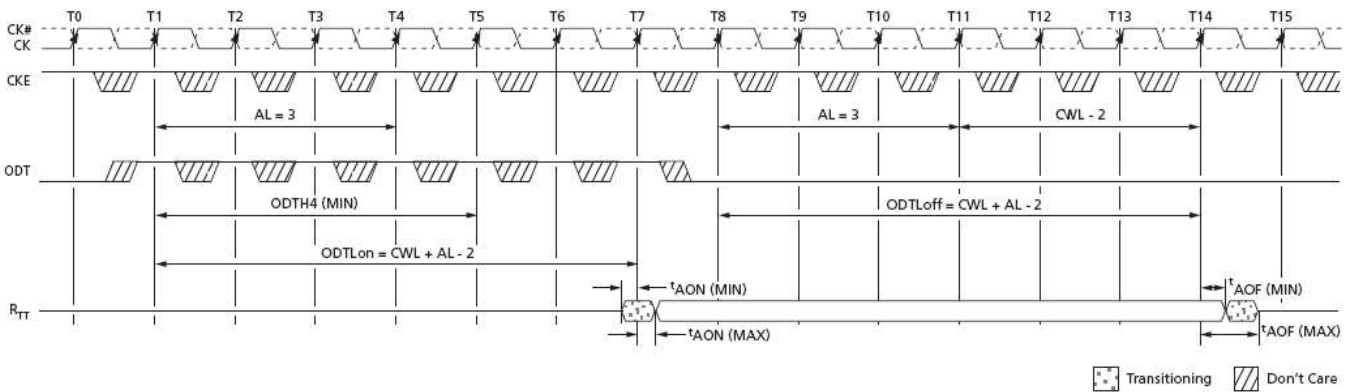 T0 T1 T2 T3 T4 T5 T6 T7 T8 T9 T10 T11 T12 T13 T14 T15
CK#
CK
CKE
AL = 3 AL = 3 CWL - 2
ODT
ODTH4 (MIN) ODTLoff = CWL + AL - 2
ODTLon = CWL + AL - 2
tAON (MIN) tAOF (MIN)
RTT
tAON (MAX) tAOF (MAX)
Transitioning Don't Care